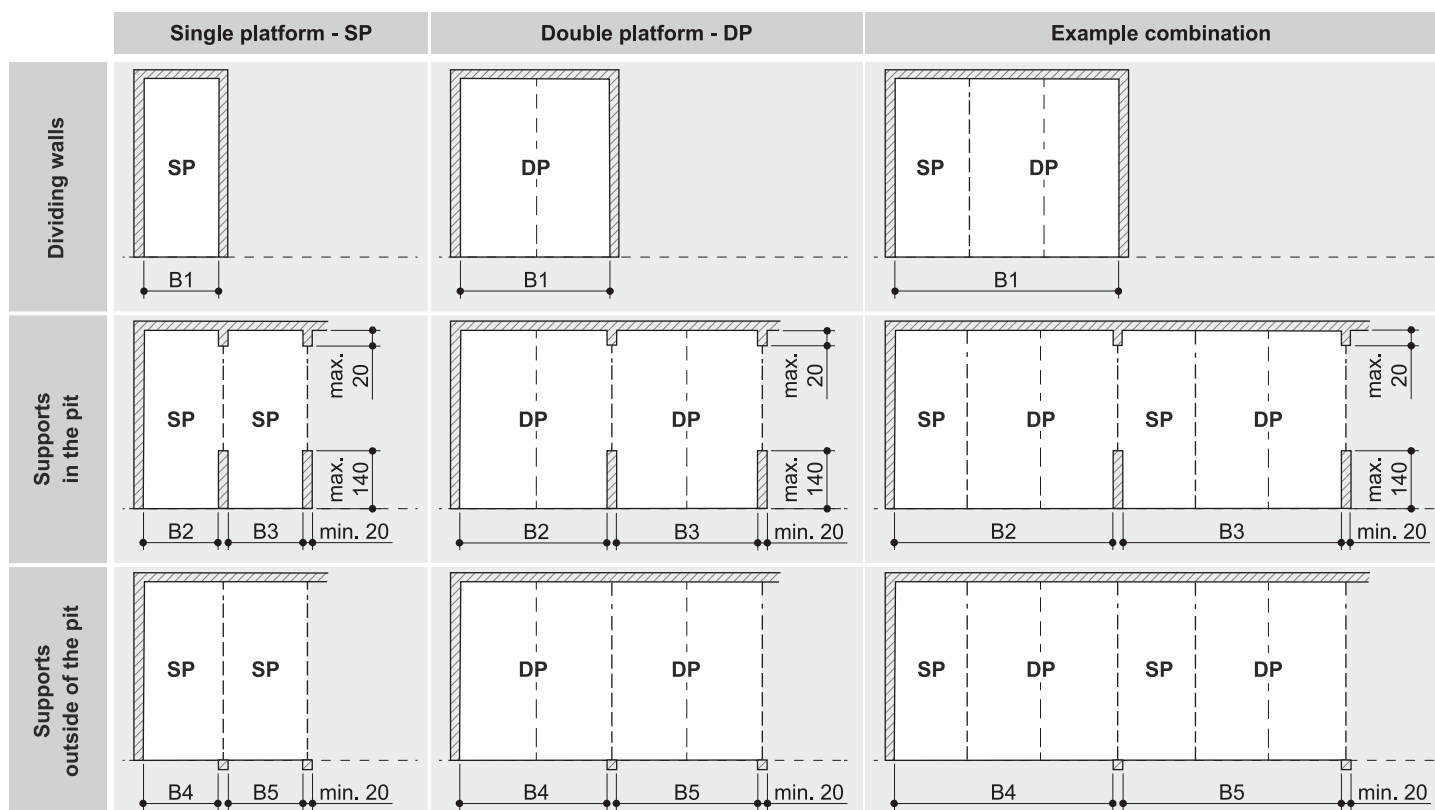 Single platform - SP
Double platform - DP
Example combination
Dividing walls
SP
B1
DP
B1
SP
DP
B1
Supports
in the pit
SP
SP
max.
20
max.
140
B2
B3
min. 20
DP
DP
max.
20
max.
140
B2
B3
min. 20
SP
DP
SP
DP
max.
20
max.
140
B2
B3
min. 20
Supports
outside of the pit
SP
SP
B4
B5
min. 20
DP
DP
B4
B5
min. 20
SP
DP
SP
DP
B4
B5
min. 20